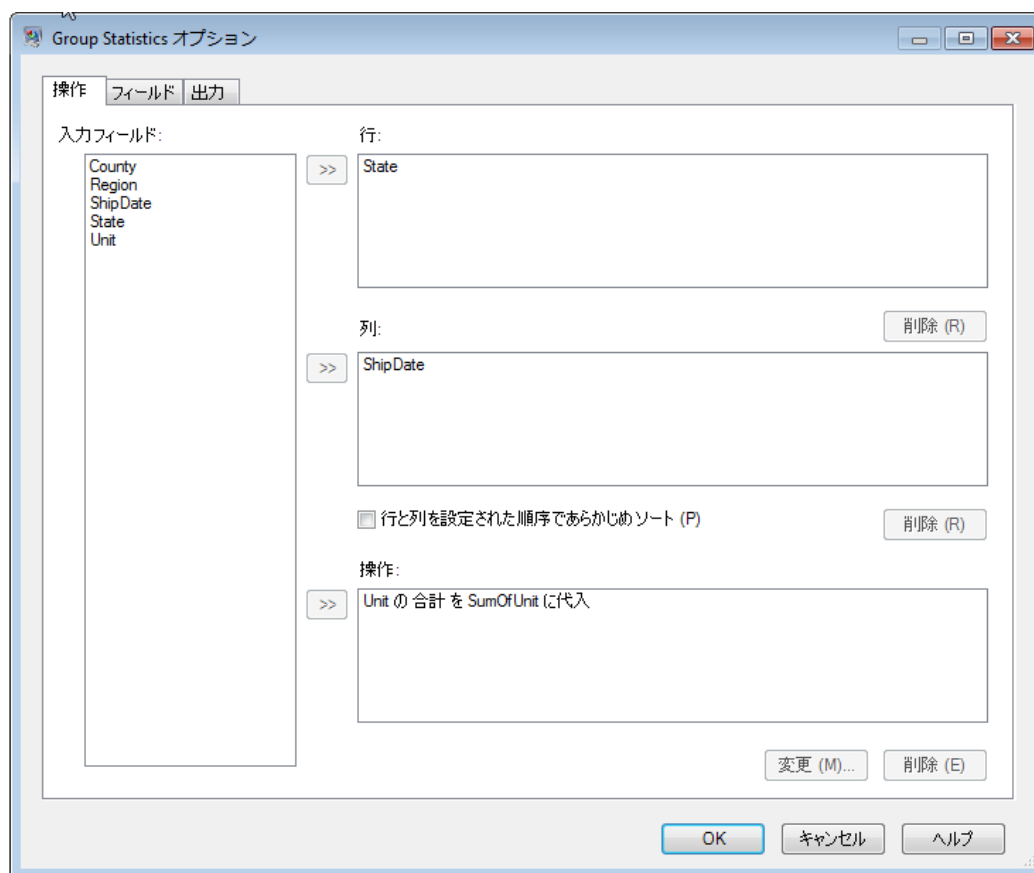 Group Statistics オプション
操作 フィールド 出力
入力フィールド:
County
Region
ShipDate
State
Unit
>>
行:
State
削除 (R)
列:
>>
ShipDate
行と列を設定された順序であらかじめソート (P)
削除 (R)
操作:
>>
Unit の 合計 を SumOfUnit に代入
変更 (M)... 削除 (E)
OK キャンセル ヘルプ